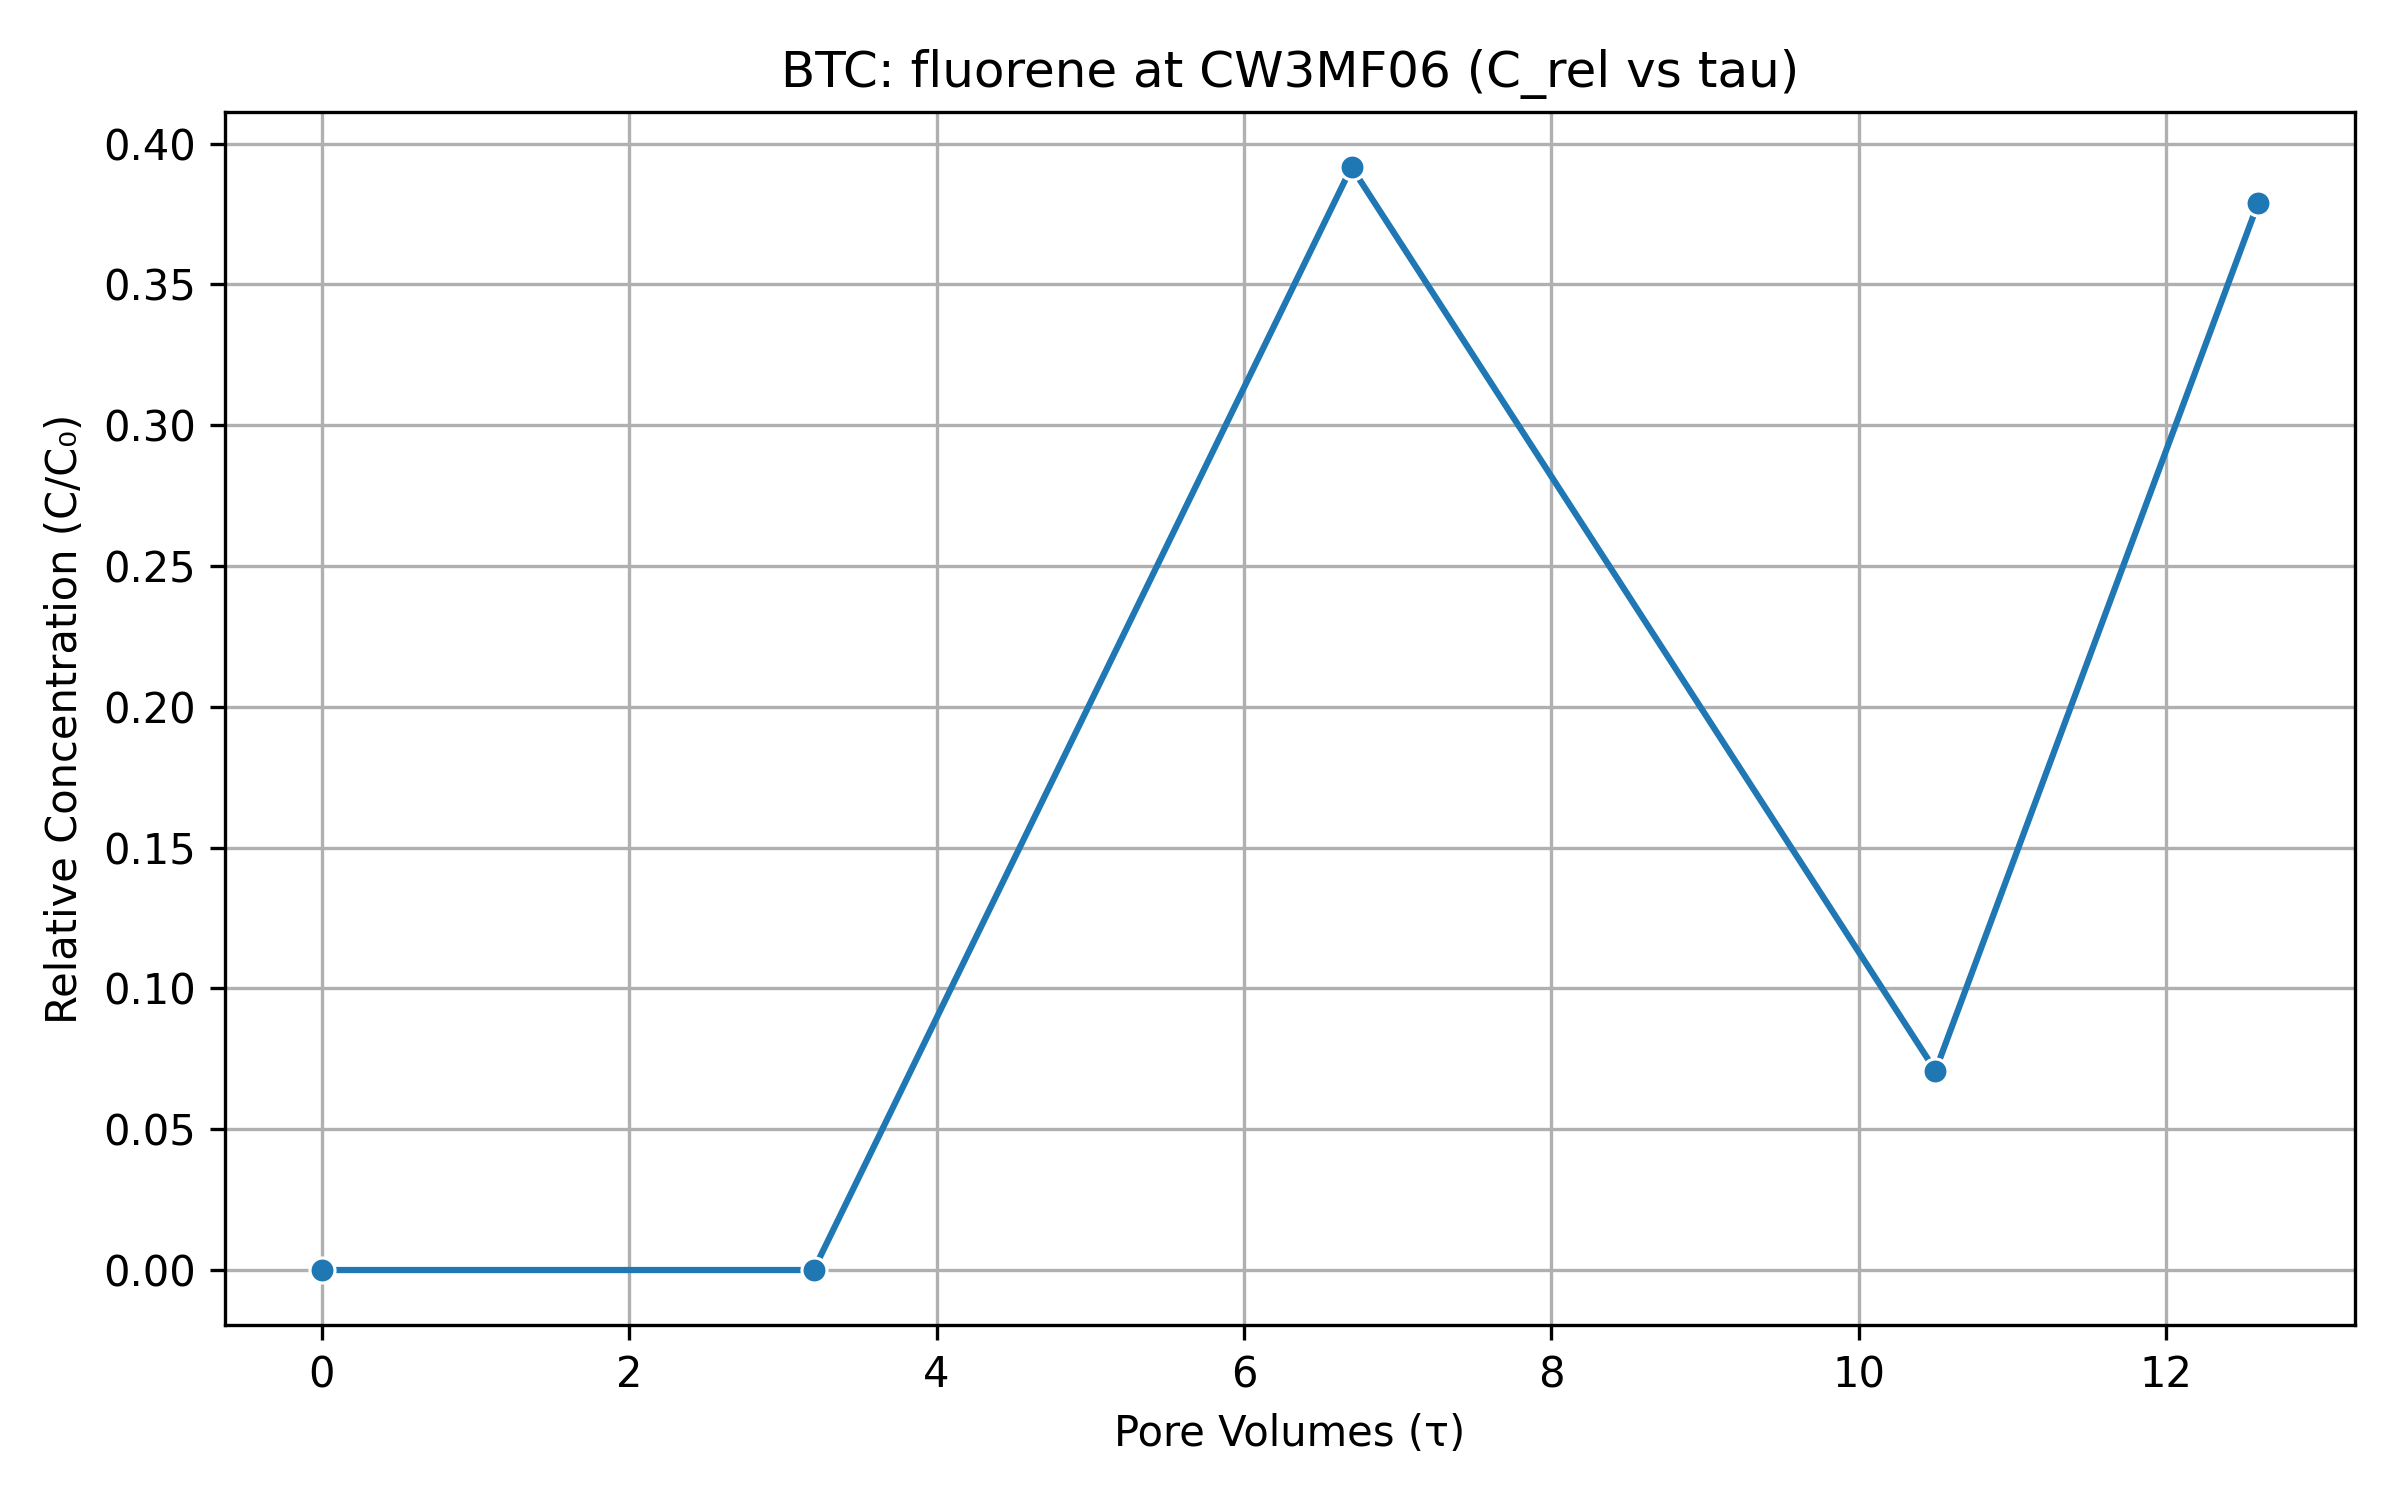 BTC: fluorene at CW3MF06 (C_rel vs tau)
Relative Concentration (C/C₀)
0.40
0.35
0.30
0.25
0.20
0.15
0.10
0.05
0.00
0 2 4 6 8 10 12
Pore Volumes (τ)